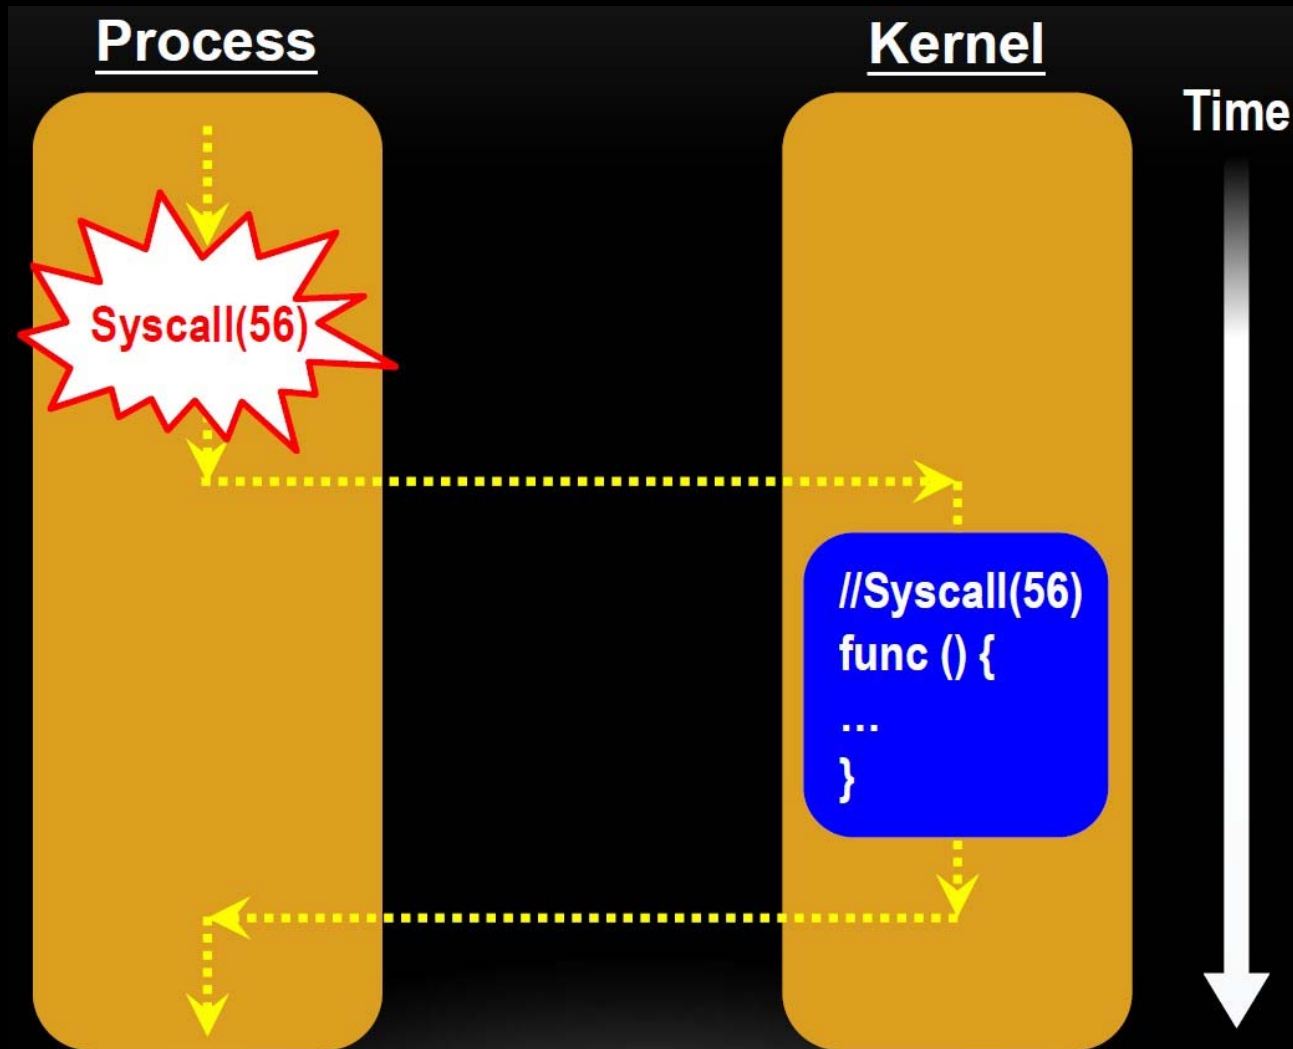 Process
Kernel
Time
Syscall(56)
//Syscall(56)
func () {
...
}